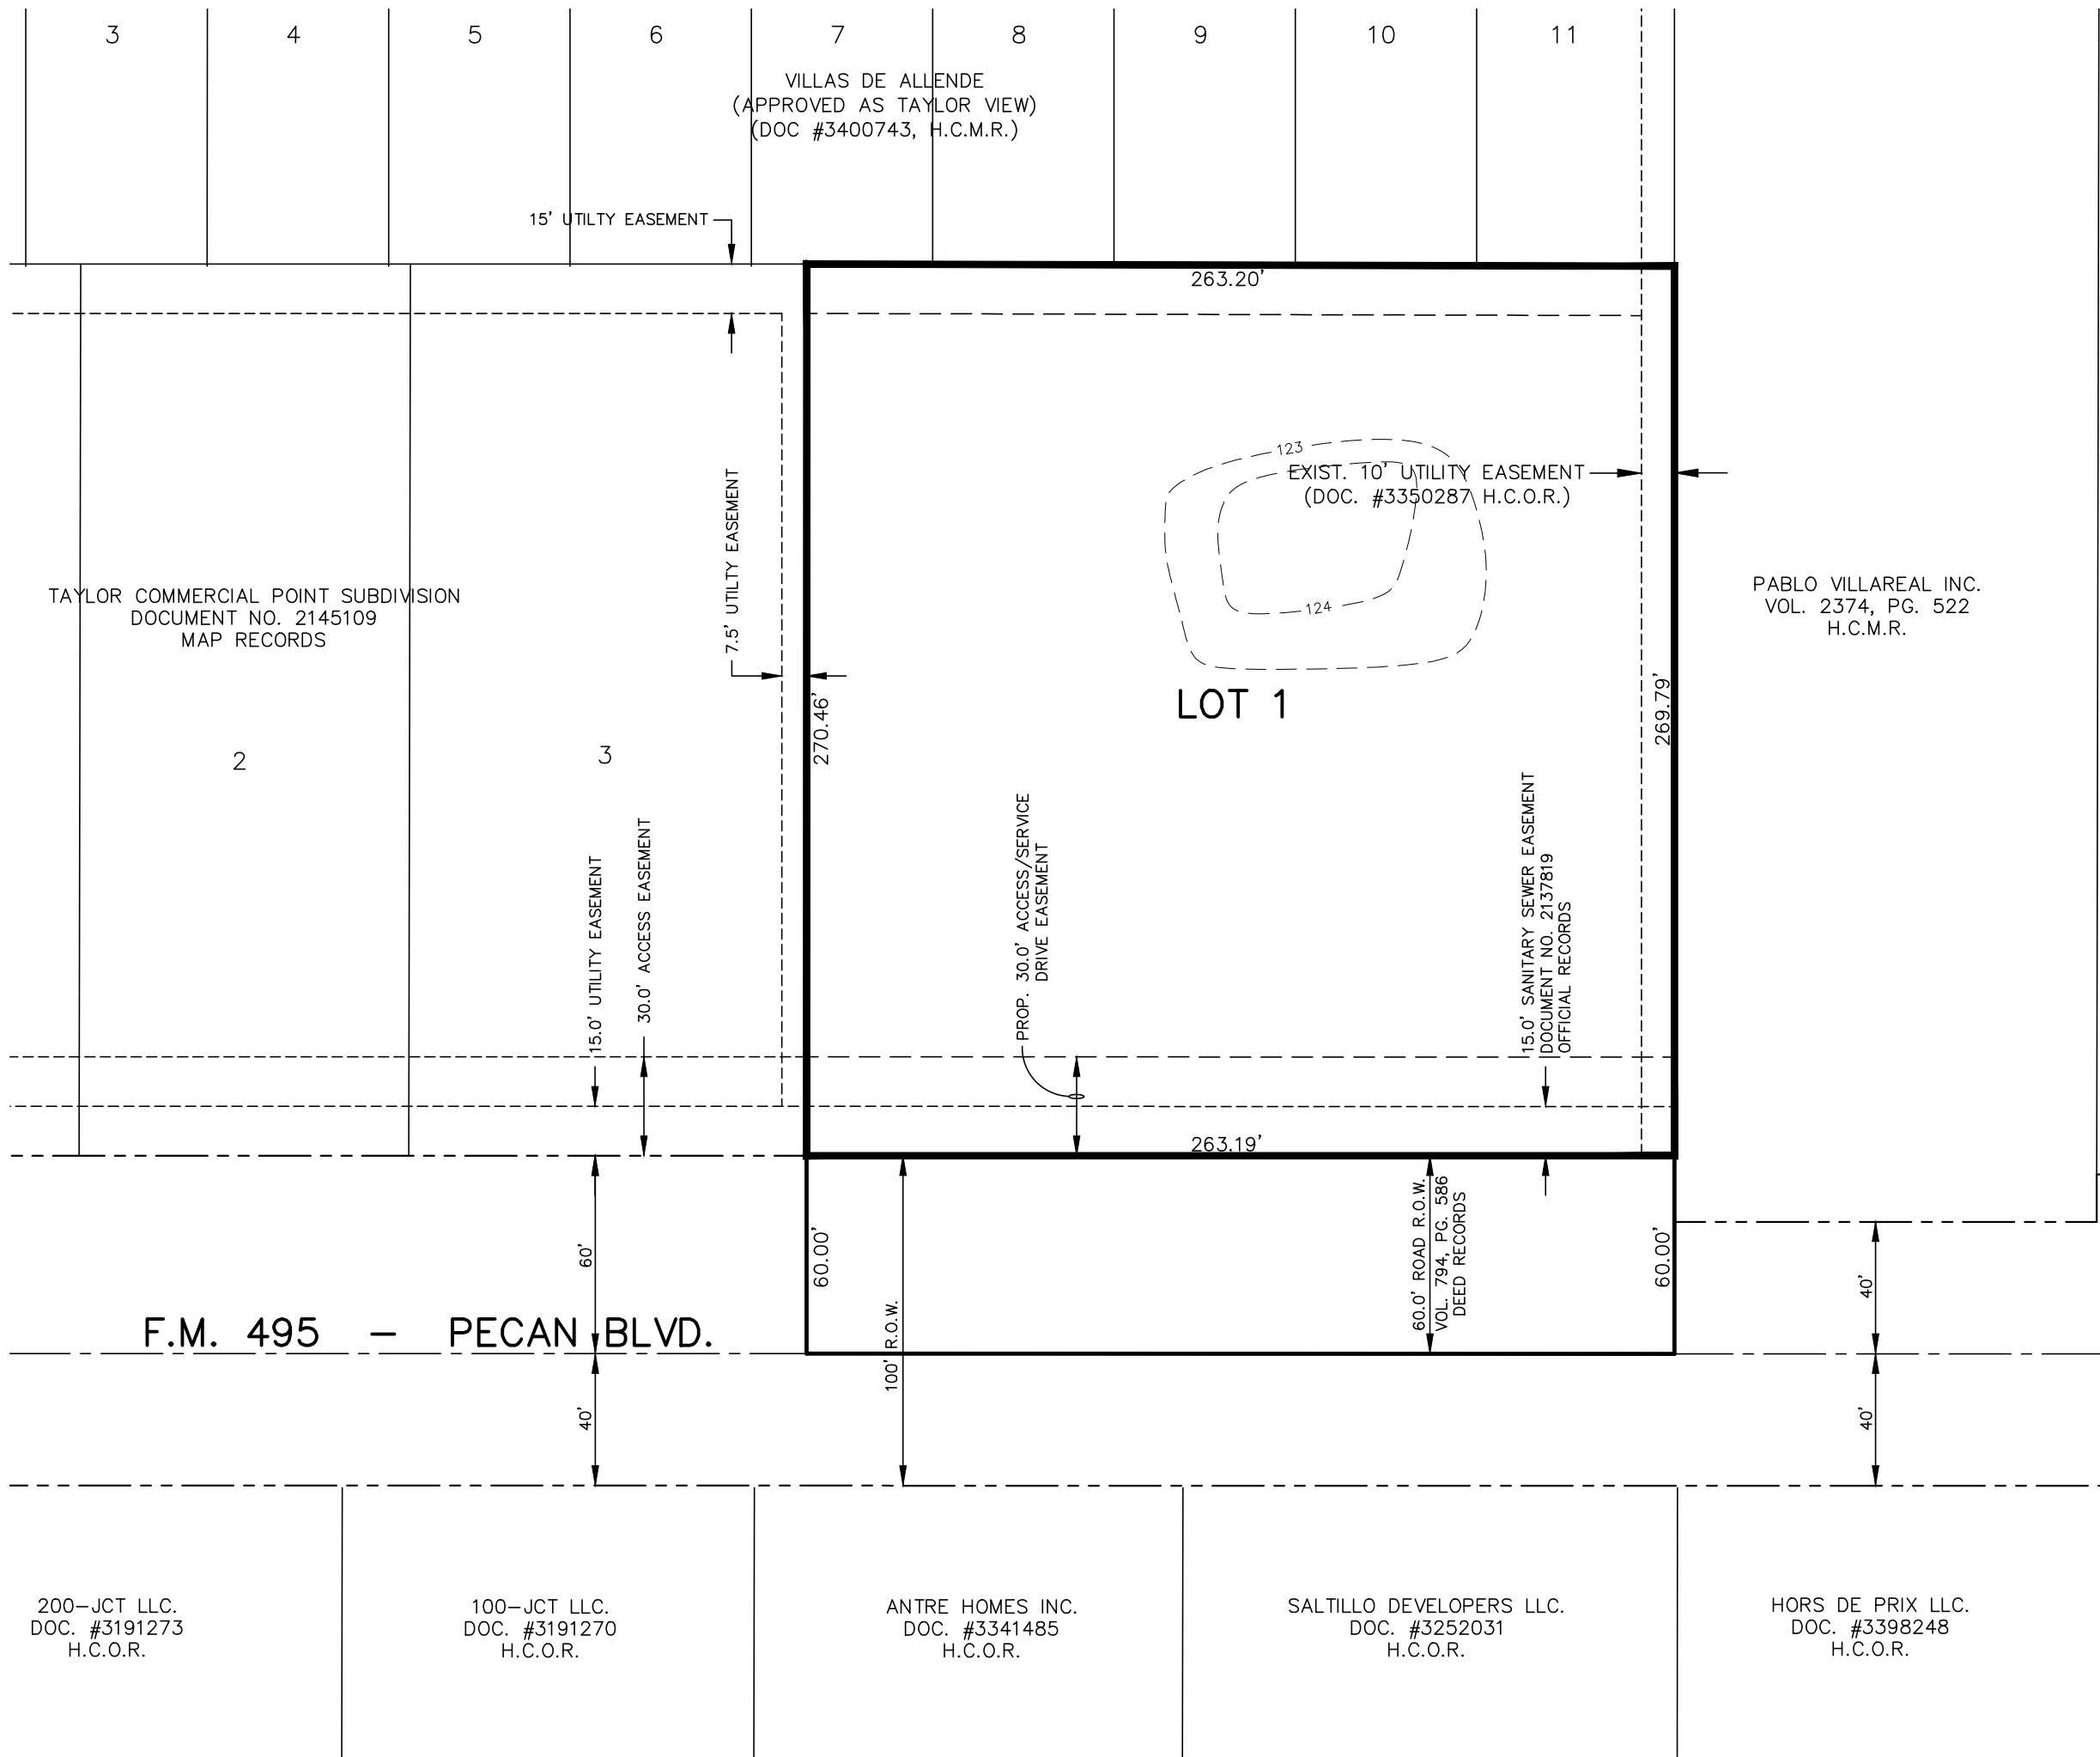 3
4
5
6
7
8
9
10
11
VILLAS DE ALLENDE
(APPROVED AS TAYLOR VIEW)
(DOC #3400743, H.C.M.R.)
15' UTILTY EASEMENT
263.20'
123
EXIST. 10' UTILITY EASEMENT
(DOC. #3350287 H.C.O.R.)
124
7.5' UTILTY EASEMENT
TAYLOR COMMERCIAL POINT SUBDIVISION
DOCUMENT NO. 2145109
MAP RECORDS
PABLO VILLAREAL INC.
VOL. 2374, PG. 522
H.C.M.R.
LOT 1
270.46'
269.79'
2
3
15.0' UTILITY EASEMENT
30.0' ACCESS EASEMENT
PROP. 30.0' ACCESS/SERVICE
DRIVE EASEMENT
15.0' SANITARY SEWER EASEMENT
DOCUMENT NO. 2137819
OFFICIAL RECORDS
263.19'
60'
60.00'
100' R.O.W.
60.0' ROAD R.O.W.
VOL. 794, PG. 586
DEED RECORDS
60.00'
40'
F.M. 495 - PECAN BLVD.
40'
40'
200-JCT LLC.
DOC. #3191273
H.C.O.R.
100-JCT LLC.
DOC. #3191270
H.C.O.R.
ANTRE HOMES INC.
DOC. #3341485
H.C.O.R.
SALTILLO DEVELOPERS LLC.
DOC. #3252031
H.C.O.R.
HORS DE PRIX LLC.
DOC. #3398248
H.C.O.R.